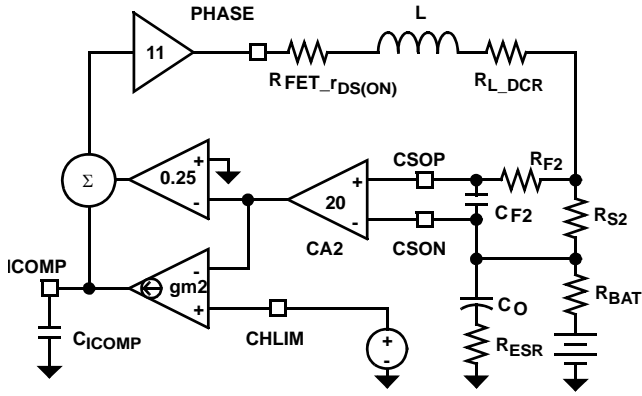 PHASE
L
11
RFET_rDS(ON)
RL_DCR
Σ
0.25
+
-
20
+
-
CA2
CSOP
CSON
RF2
CF2
RS2
ICOMP
gm2
-
+
CICOMP
CHLIM
+
-
CO
RESR
RBAT